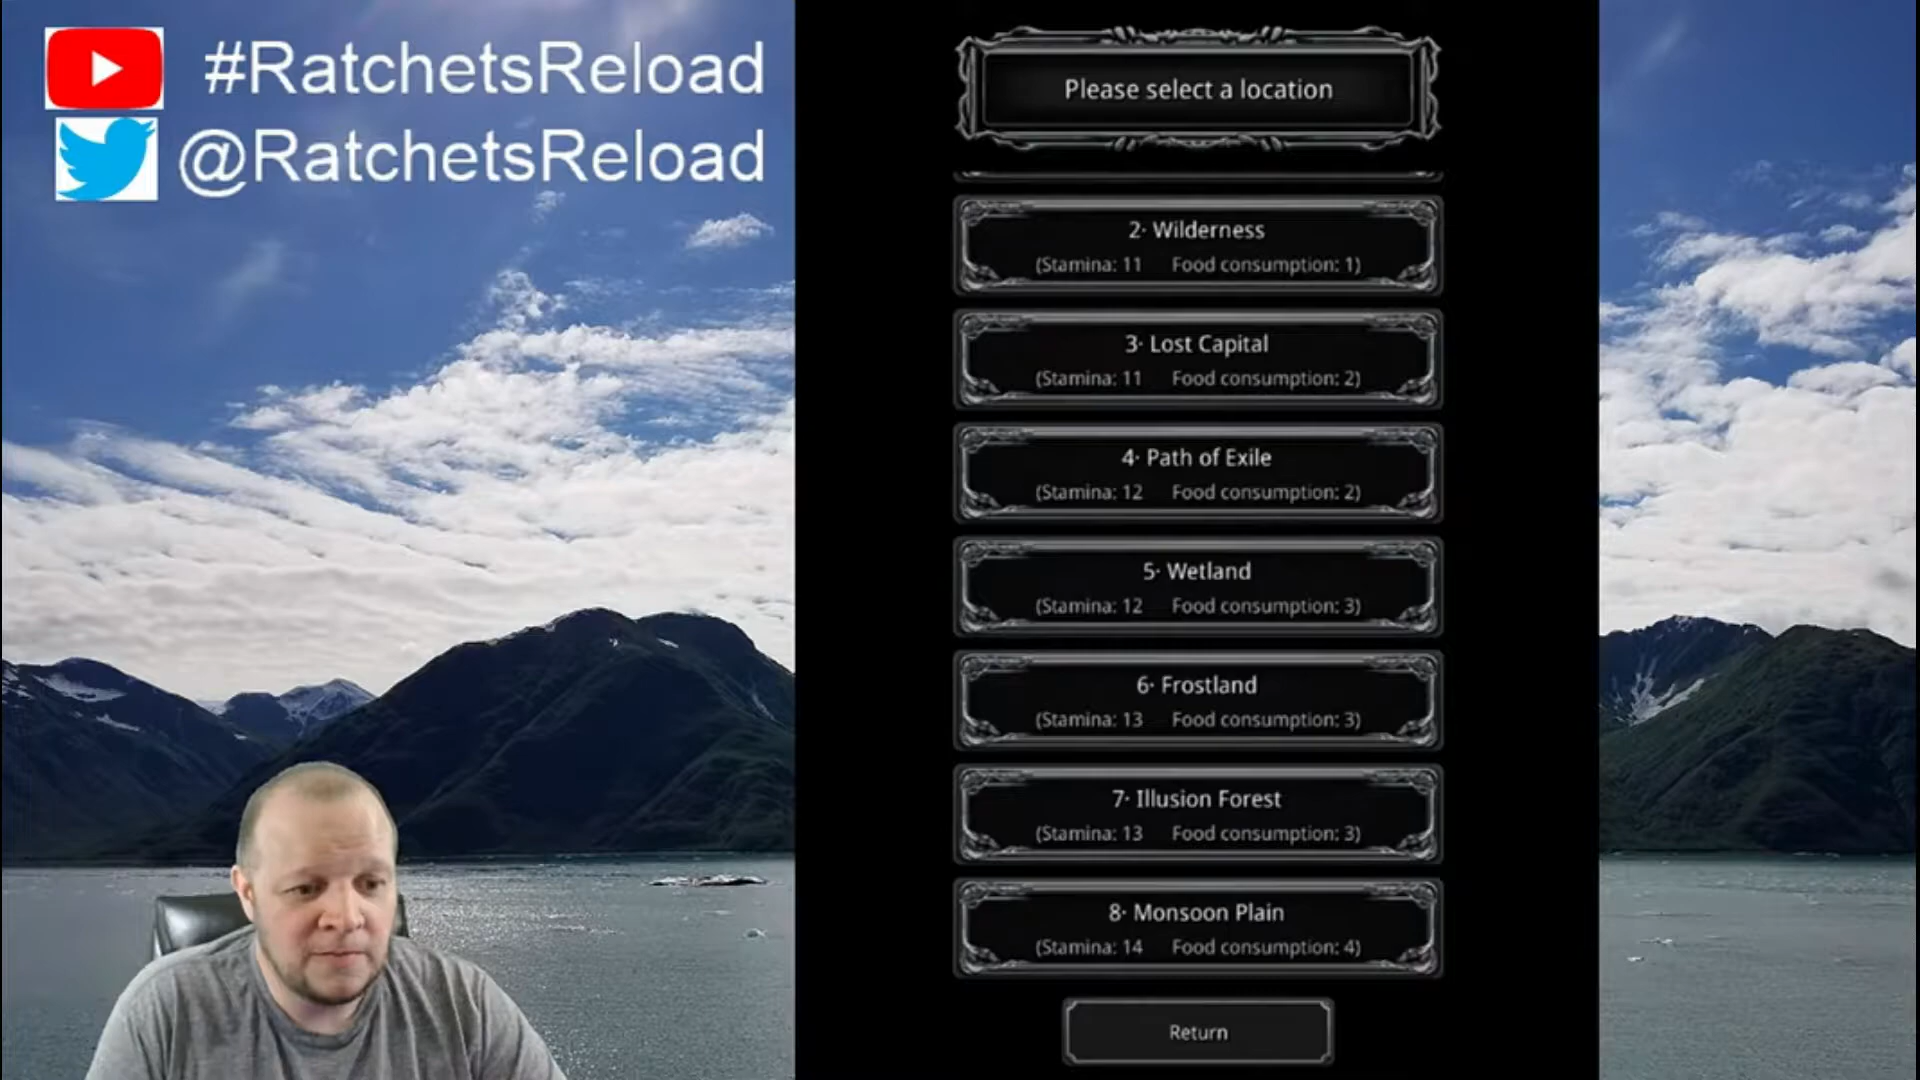 #RatchetsReload
@RatchetsReload
Please select a location
2· Wilderness
(Stamina: 11 Food consumption: 1)
3· Lost Capital
(Stamina: 11 Food consumption: 2)
4· Path of Exile
(Stamina: 12 Food consumption: 2)
5· Wetland
(Stamina: 12 Food consumption: 3)
6· Frostland
(Stamina: 13 Food consumption: 3)
7· Illusion Forest
(Stamina: 13 Food consumption: 3)
8· Monsoon Plain
(Stamina: 14 Food consumption: 4)
Return